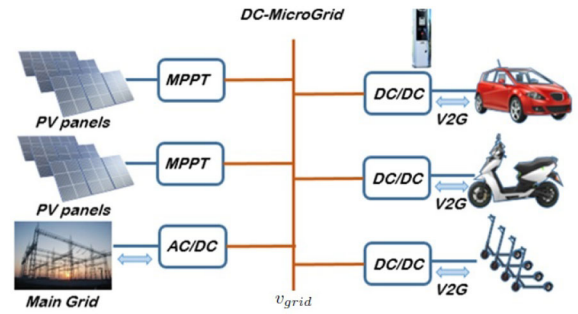 DC-MicroGrid
MPPT
PV panels
MPPT
PV panels
AC/DC
Main Grid
DC/DC
V2G
DC/DC
V2G
DC/DC
V2G
v_grid